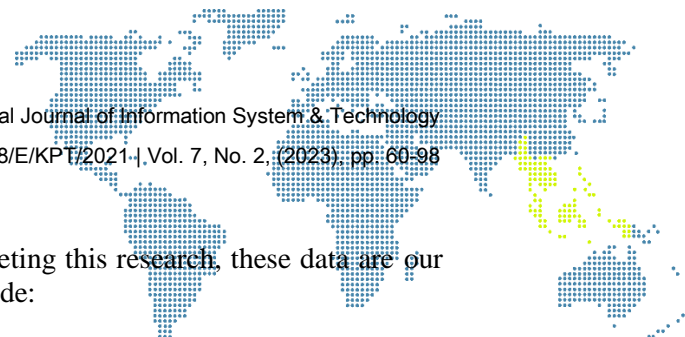 al Journal of Information System & Technology
8/E/KPT/2021 | Vol. 7, No. 2, (2023), pp. 60-98
eting this research, these data are our
de: